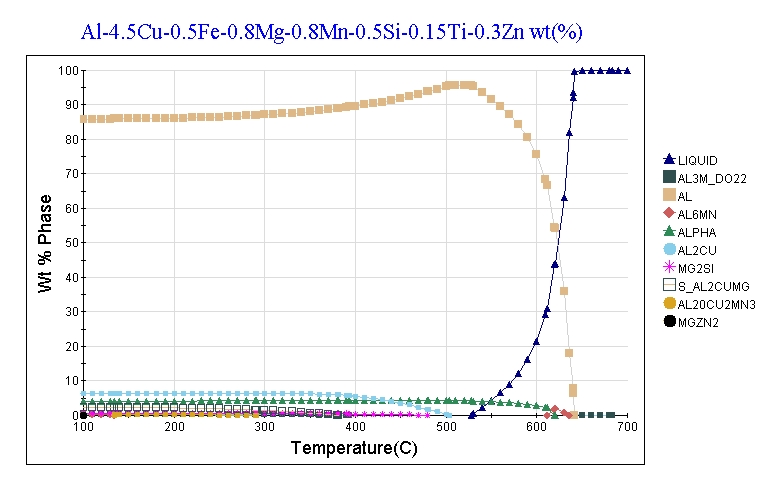 Al-4.5Cu-0.5Fe-0.8Mg-0.8Mn-0.5Si-0.15Ti-0.3Zn wt(%)
100
90
80
70
60
50
40
30
20
10
0
Wt % Phase
100 200 300 400 500 600 700
Temperature(C)
LIQUID
AL3M_DO22
AL
AL6MN
ALPHA
AL2CU
MG2SI
S_AL2CUMG
AL20CU2MN3
MGZN2